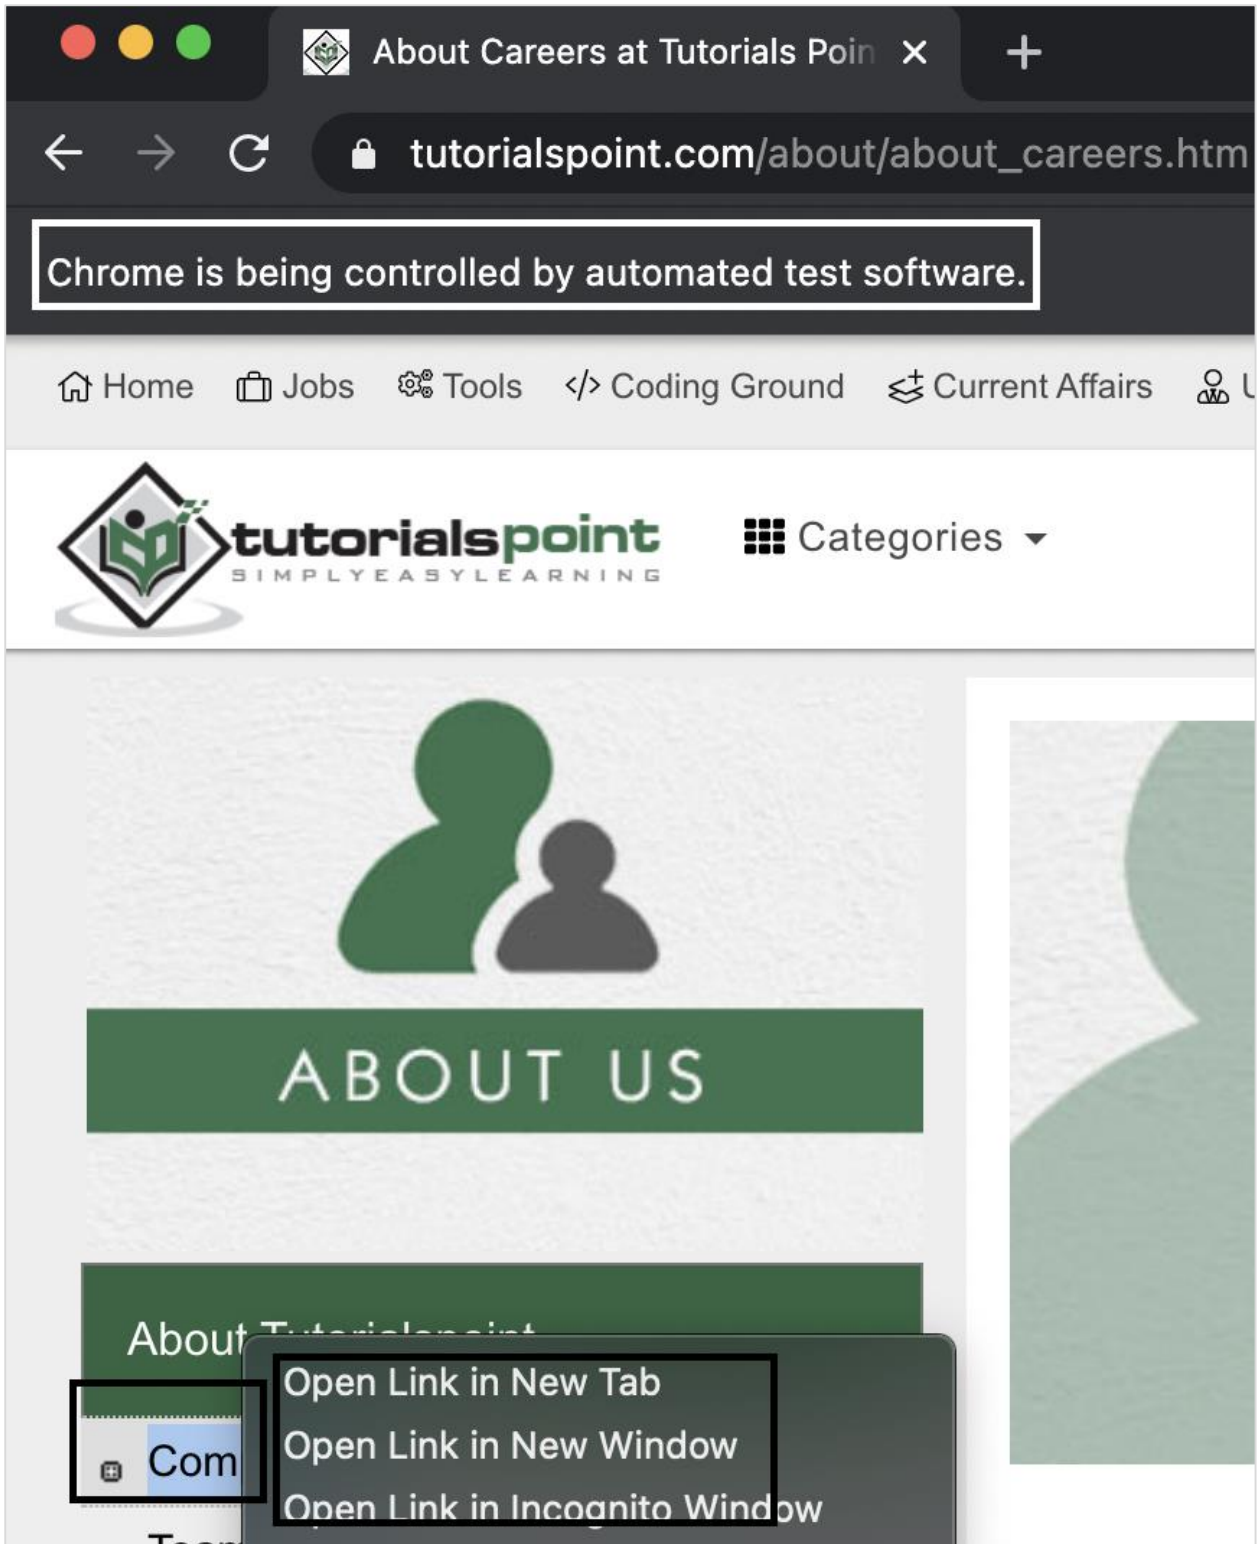 About Careers at Tutorials Poin
tutorialspoint.com/about/about_careers.htm
Chrome is being controlled by automated test software.
Home Jobs </> Tools Coding Ground Current Affairs U
tutorialspoint
SIMPLYEASYLEARNING
Categories
ABOUT US
About Tutorialspoint
Open Link in New Tab
Com
Open Link in New Window
Open Link in Incognito Window